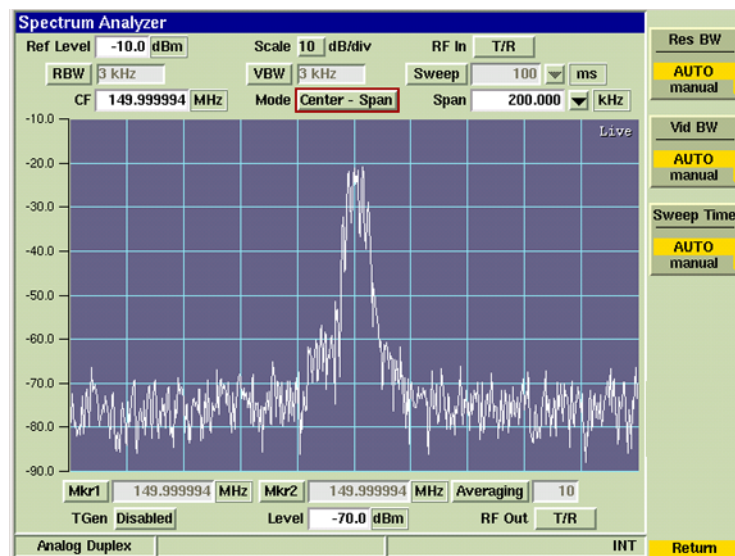 Spectrum Analyzer
Ref Level -10.0 dBm Scale 10 dB/div RF In T/R
RBW 3 kHz VBW 3 kHz Sweep 100 ms
CF 149.999994 MHz Mode Center - Span Span 200.000 kHz
Live
-10.0
-20.0
-30.0
-40.0
-50.0
-60.0
-70.0
-80.0
-90.0
Mkr1 149.999994 MHz Mkr2 149.999994 MHz Averaging 10
TGen Disabled Level -70.0 dBm RF Out T/R
Analog Duplex INT
Res BW
AUTO
manual
Vid BW
AUTO
manual
Sweep Time
AUTO
manual
Return